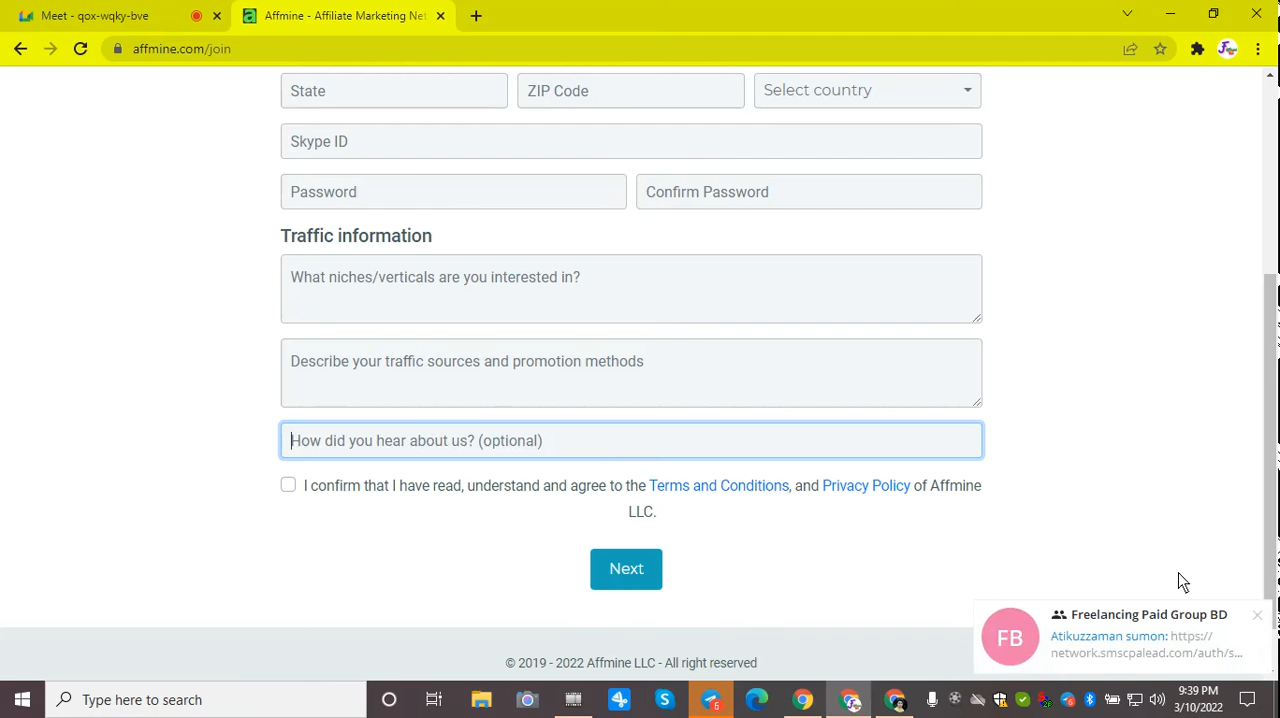 Meet - qox-wqky-bve
Affmine - Affiliate Marketing Net
affmine.com/join
State
ZIP Code
Select country
Skype ID
Password
Confirm Password
Traffic information
What niches/verticals are you interested in?
Describe your traffic sources and promotion methods
How did you hear about us? (optional)
I confirm that I have read, understand and agree to the Terms and Conditions, and Privacy Policy of Affmine
LLC.
Next
Freelancing Paid Group BD
FB
Atikuzzaman sumon: https://
network.smscpalead.com/auth/s...
© 2019 - 2022 Affmine LLC - All right reserved
Type here to search
9:39 PM
3/10/2022